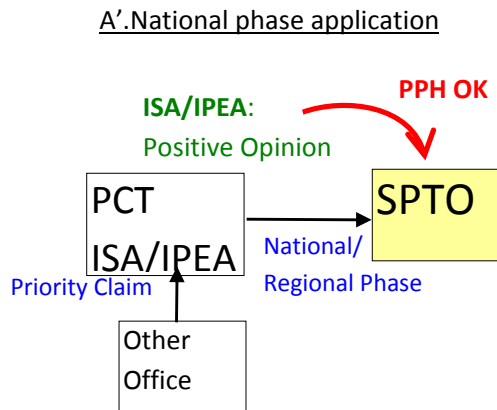 A’.National phase application
PPH OK
ISA/IPEA:
Positive Opinion
PCT
ISA/IPEA
SPTO
National/
Regional Phase
Priority Claim
Other
Office